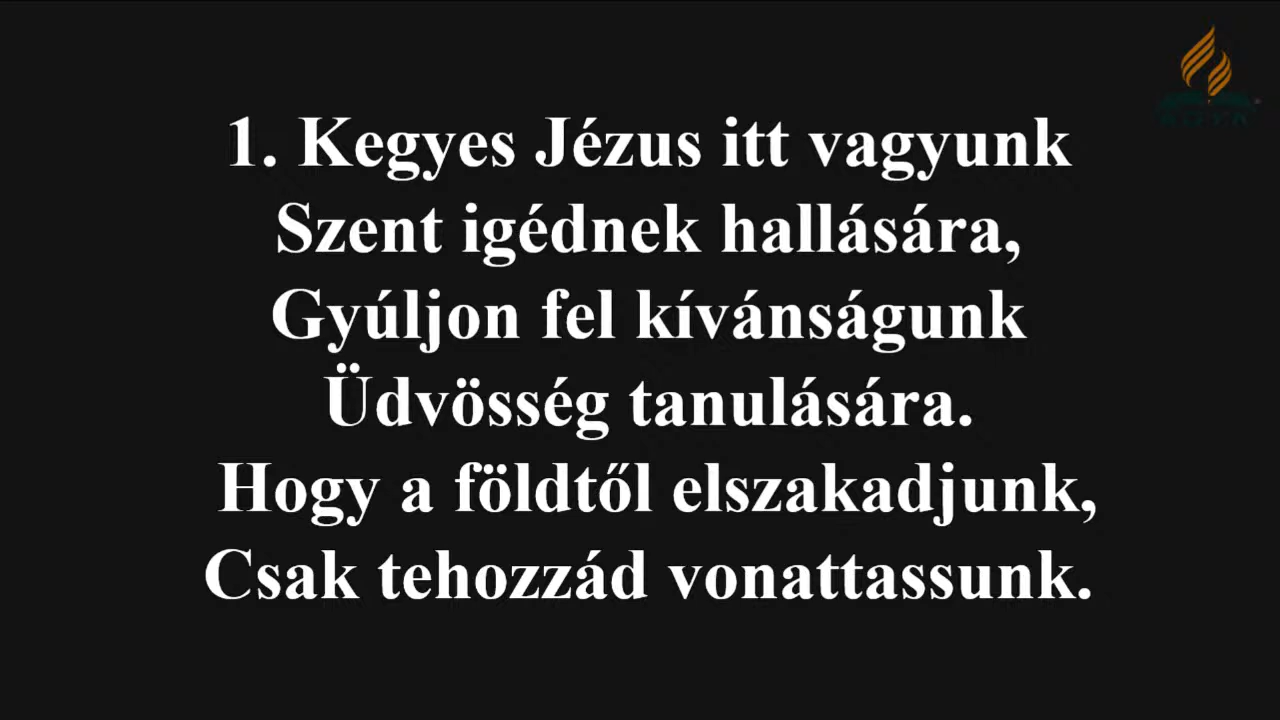 1. Kegyes Jézus itt vagyunk
Szent igédnek hallására,
Gyúljon fel kívánságunk
Üdvösség tanulására.
Hogy a földtől elszakadjunk,
Csak tehozzád vonattassunk.